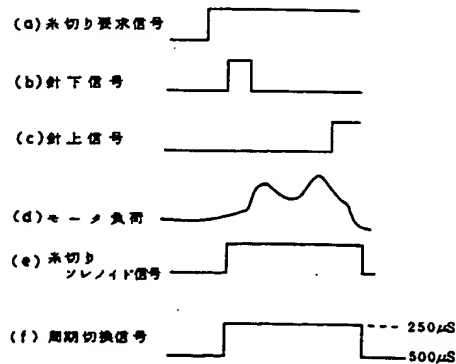 (a)糸切り要求信号
(b)針下信号
(c)針上信号
(d)モータ負荷
(e)糸切り
ソレノイド信号
(f)周期切換信号
250μS
500μS